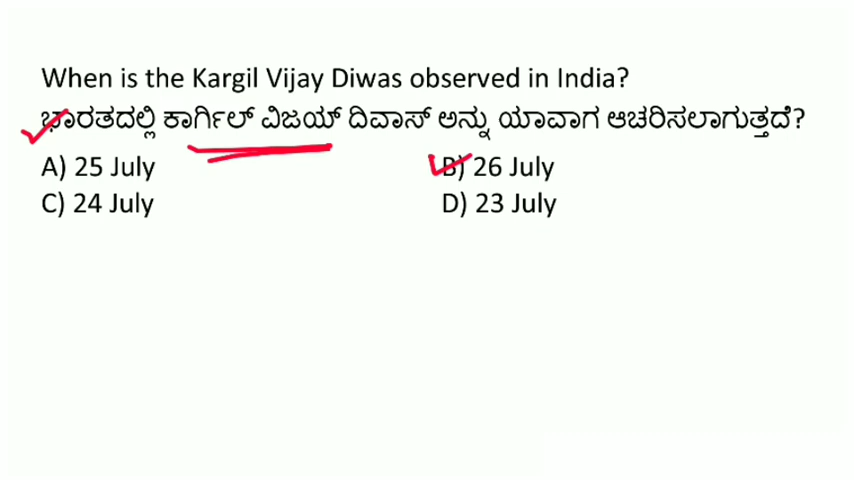 When is the Kargil Vijay Diwas observed in India?
ಭಾರತದಲ್ಲಿ ಕಾರ್ಗಿಲ್ ವಿಜಯ್ ದಿವಾಸ್ ಅನ್ನು ಯಾವಾಗ ಆಚರಿಸಲಾಗುತ್ತದೆ?
A) 25 July B) 26 July
C) 24 July D) 23 July